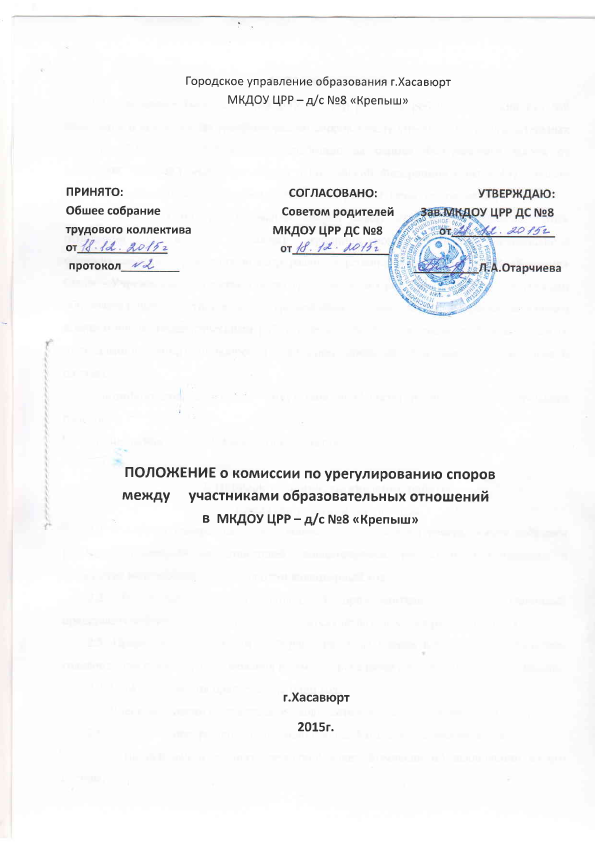 Городское управление образования г.Хасавюрт
МКДОУ ЦРР – д/с №8 «Крепыш»
ПРИНЯТО: СОГЛАСОВАНО: УТВЕРЖДАЮ:
Общее собрание Советом родителей Зав.МКДОУ ЦРР ДС №8
трудового коллектива МКДОУ ЦРР ДС №8 от 18.12.2015г
от 18.12.2015г от 18.12.2015г
протокол №2 Л.А.Отарчиева
ПОЛОЖЕНИЕ о комиссии по урегулированию споров
между участниками образовательных отношений
в МКДОУ ЦРР – д/с №8 «Крепыш»
г.Хасавюрт
2015г.